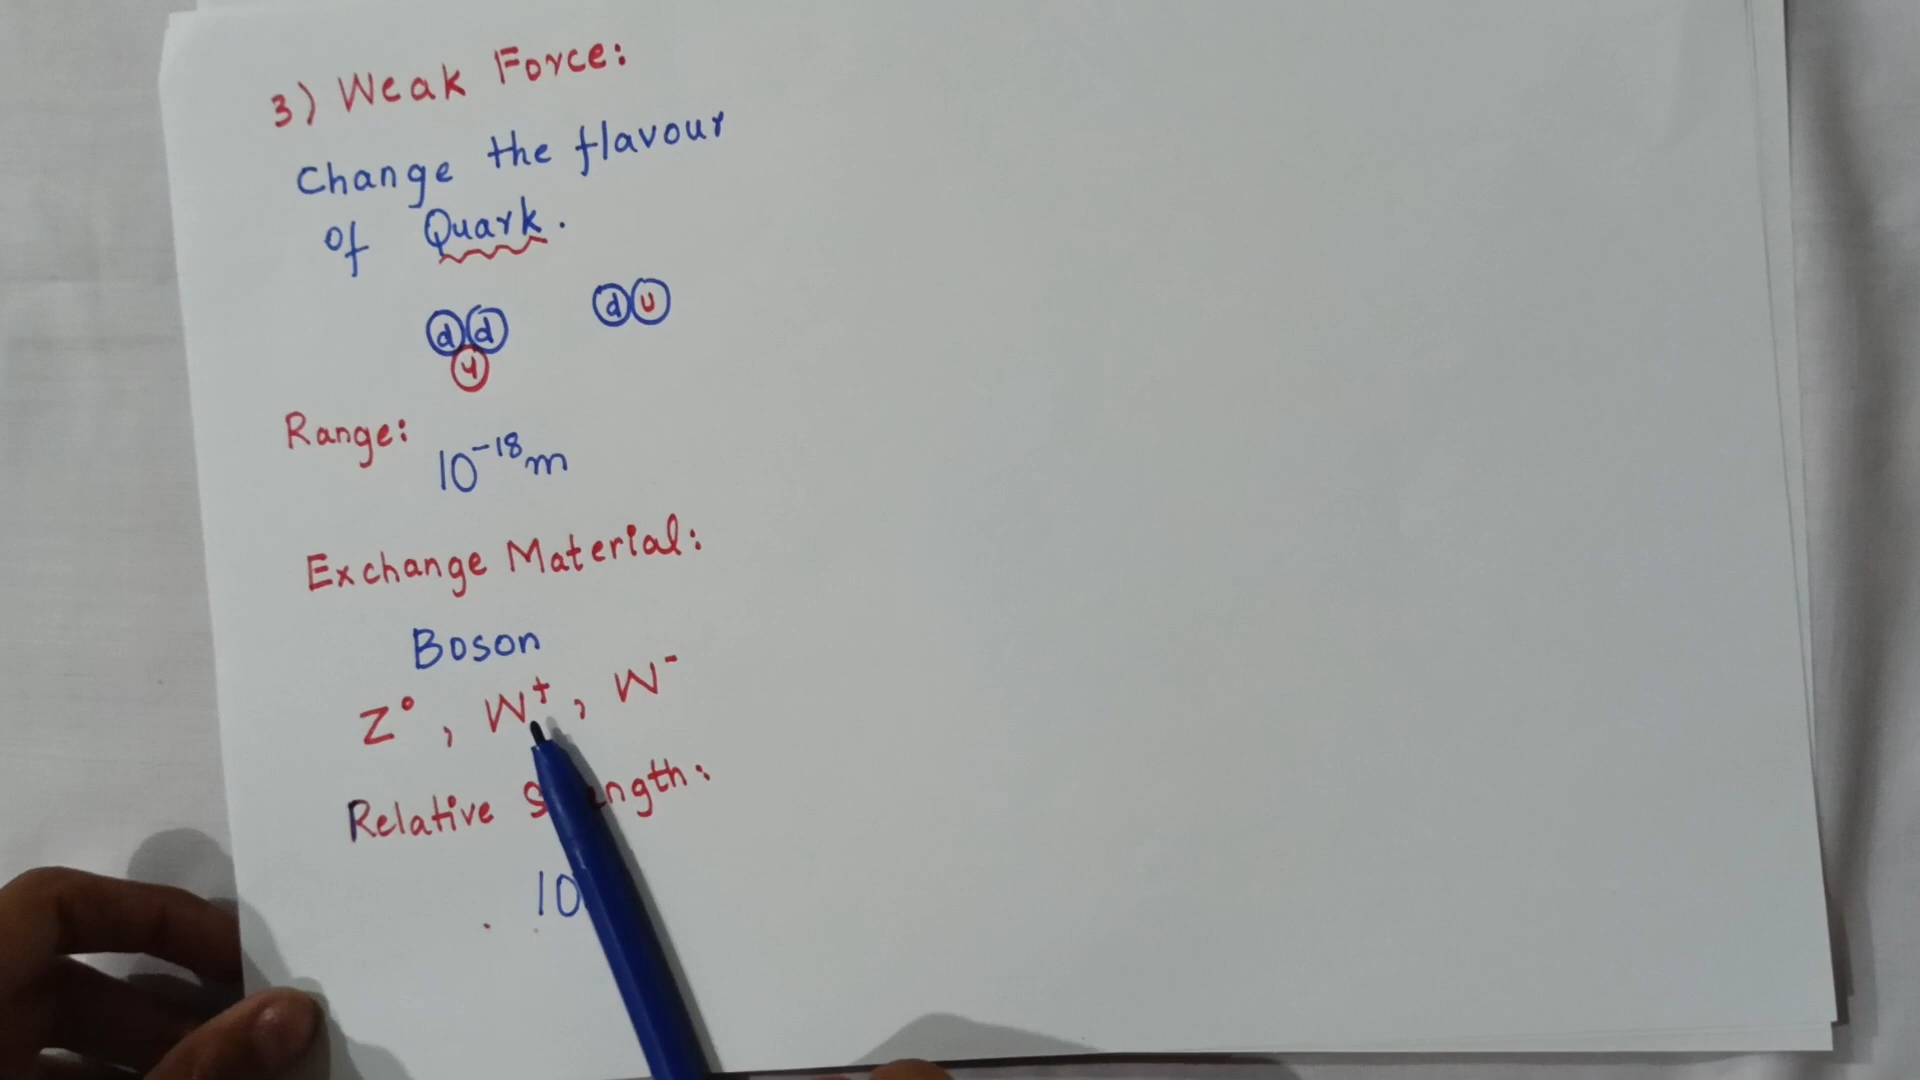 3) Weak Force:
Change the flavour
of Quark.
d d d u
u
Range:
10⁻¹⁸m
Exchange Material:
Boson
Z°, W⁺, W⁻
Relative
10